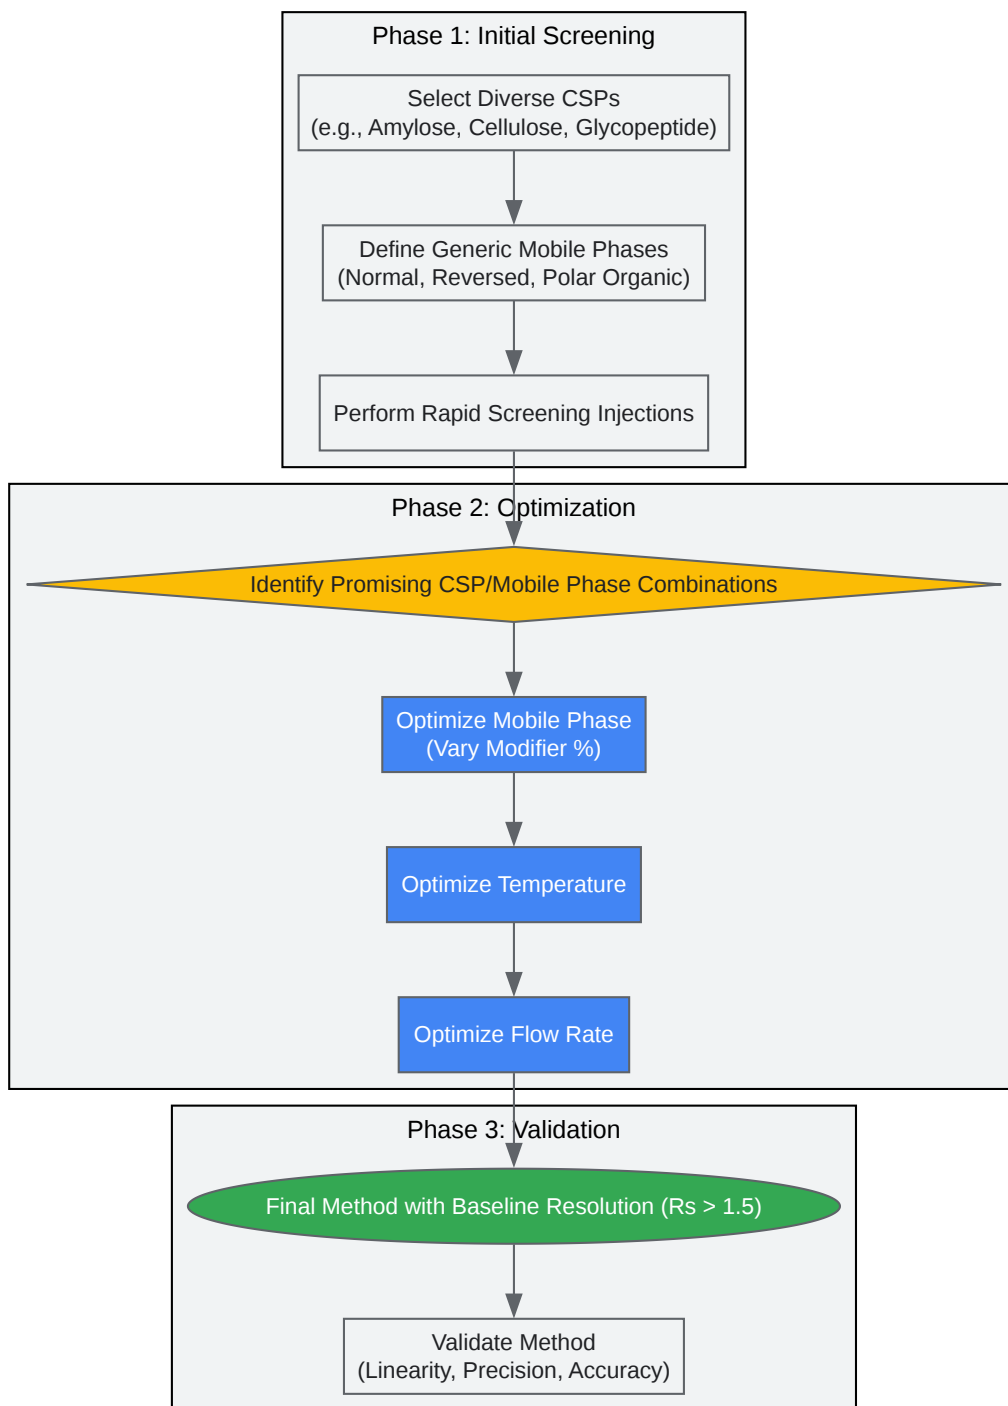 Phase 1: Initial Screening
Select Diverse CSPs
(e.g., Amylose, Cellulose, Glycopeptide)
Define Generic Mobile Phases
(Normal, Reversed, Polar Organic)
Perform Rapid Screening Injections
Phase 2: Optimization
Identify Promising CSP/Mobile Phase Combinations
Optimize Mobile Phase
(Vary Modifier %)
Optimize Temperature
Optimize Flow Rate
Phase 3: Validation
Final Method with Baseline Resolution (Rs > 1.5)
Validate Method
(Linearity, Precision, Accuracy)